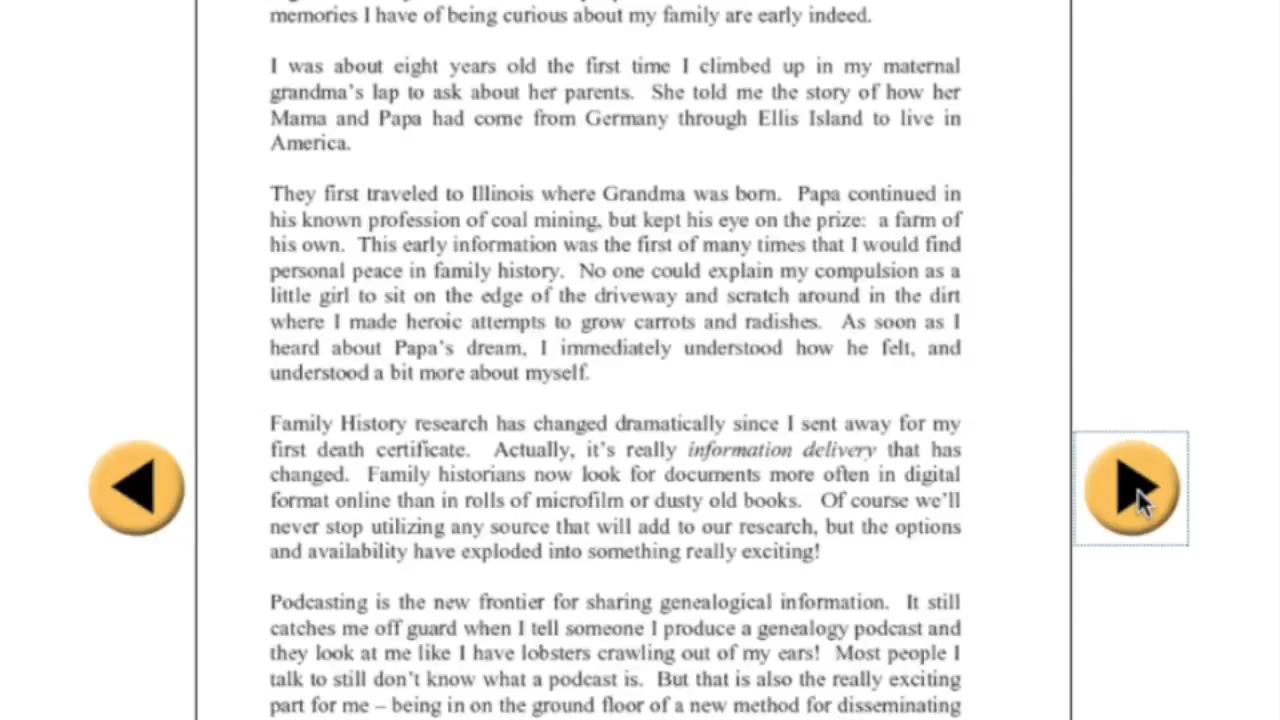 memories I have of being curious about my family are early indeed.
I was about eight years old the first time I climbed up in my maternal
grandma's lap to ask about her parents.  She told me the story of how her
Mama and Papa had come from Germany through Ellis Island to live in
America.
They first traveled to Illinois where Grandma was born.  Papa continued in
his known profession of coal mining, but kept his eye on the prize:  a farm of
his own.  This early information was the first of many times that I would find
personal peace in family history.  No one could explain my compulsion as a
little girl to sit on the edge of the driveway and scratch around in the dirt
where I made heroic attempts to grow carrots and radishes.  As soon as I
heard about Papa's dream, I immediately understood how he felt, and
understood a bit more about myself.
Family History research has changed dramatically since I sent away for my
first death certificate.  Actually, it's really information delivery that has
changed.  Family historians now look for documents more often in digital
format online than in rolls of microfilm or dusty old books.  Of course we'll
never stop utilizing any source that will add to our research, but the options
and availability have exploded into something really exciting!
Podcasting is the new frontier for sharing genealogical information.  It still
catches me off guard when I tell someone I produce a genealogy podcast and
they look at me like I have lobsters crawling out of my ears!  Most people I
talk to still don't know what a podcast is.  But that is also the really exciting
part for me – being in on the ground floor of a new method for disseminating